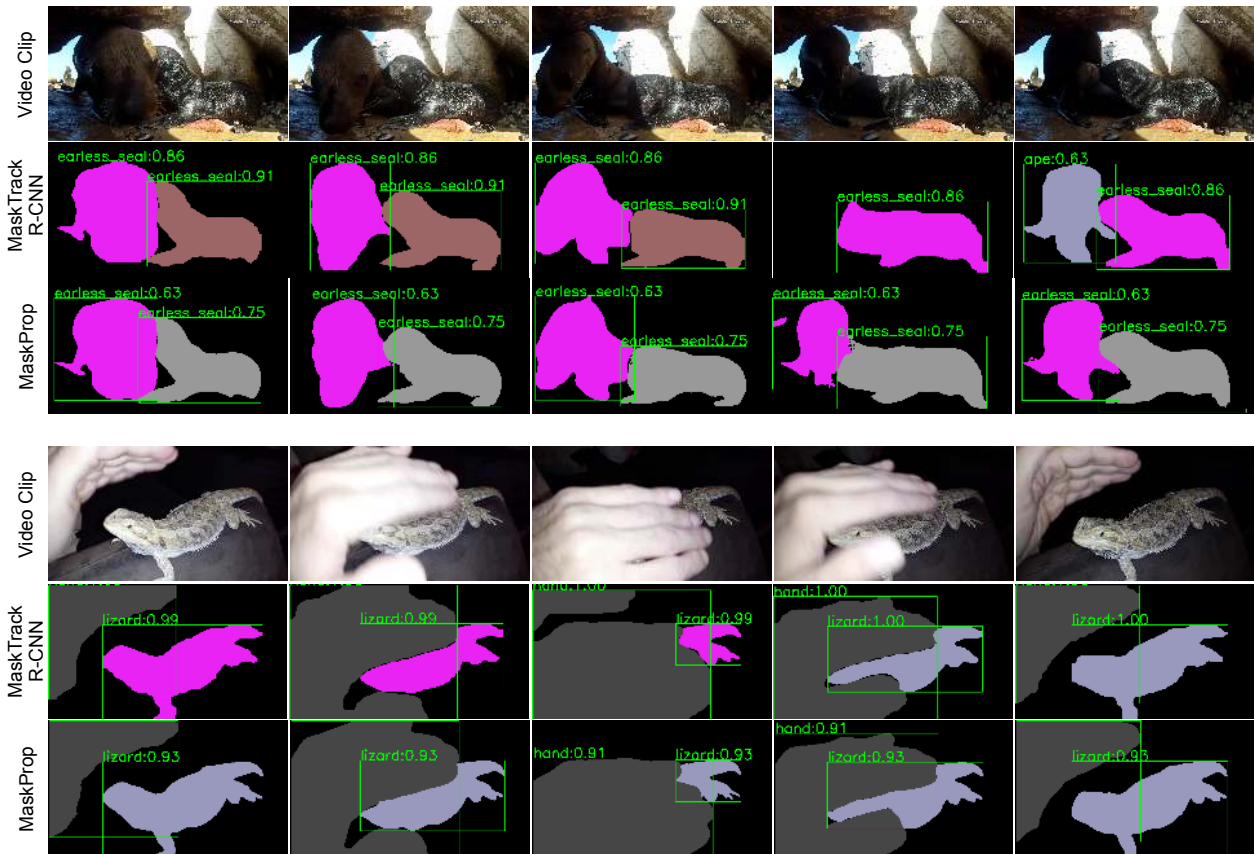 Video Clip
MaskTrack
R-CNN
earless_seal:0.86
earless_seal:0.91
earless_seal:0.86
earless_seal:0.91
earless_seal:0.86
earless_seal:0.91
earless_seal:0.86
ape:0.63
earless_seal:0.86
MaskProp
earless_seal:0.63
earless_seal:0.75
earless_seal:0.63
earless_seal:0.75
earless_seal:0.63
earless_seal:0.75
earless_seal:0.63
earless_seal:0.75
earless_seal:0.63
earless_seal:0.75
Video Clip
MaskTrack
R-CNN
lizard:0.99
lizard:0.99
hand:1.00
lizard:0.99
hand:1.00
lizard:1.00
lizard:1.00
MaskProp
lizard:0.93
lizard:0.93
hand:0.91
lizard:0.93
hand:0.91
lizard:0.93
lizard:0.93